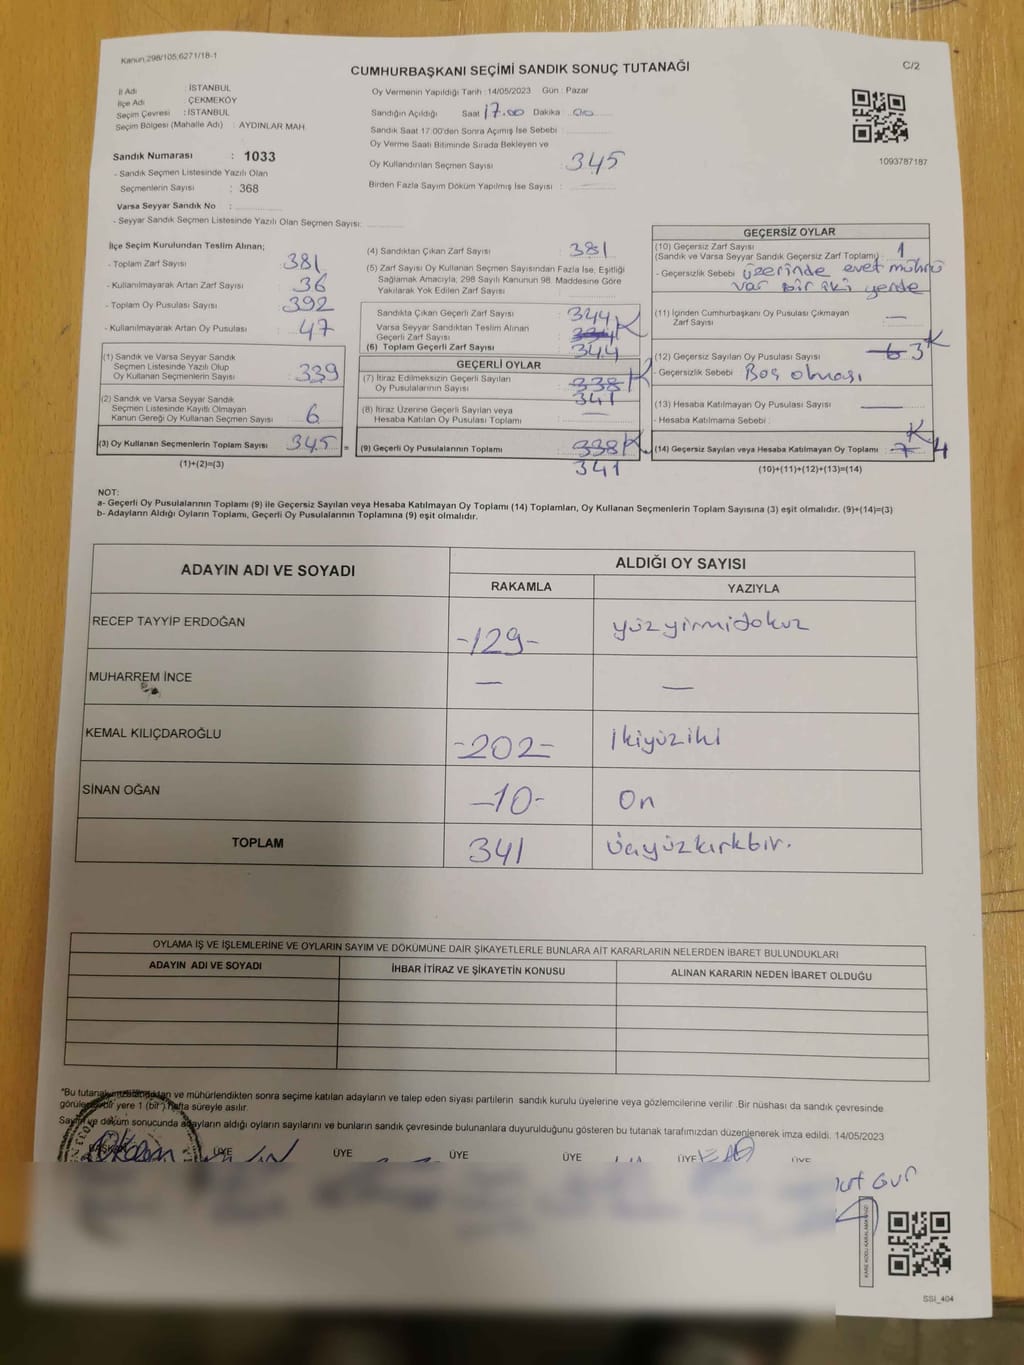 Kanun 298/105;6271/18-1
CUMHURBAŞKANI SEÇİMİ SANDIK SONUÇ TUTANAĞI
C/2
İl Adı : İSTANBUL
İlçe Adı : ÇEKMEKÖY
Seçim Çevresi : İSTANBUL
Seçim Bölgesi (Mahalle Adı) : AYDINLAR MAH.
Sandık Numarası : 1033
- Sandık Seçmen Listesinde Yazılı Olan
Seçmenlerin Sayısı : 368
Varsa Seyyar Sandık No :
- Seyyar Sandık Seçmen Listesinde Yazılı Olan Seçmen Sayısı:
Oy Vermenin Yapıldığı Tarih : 14/05/2023 Gün : Pazar
Sandığın Açıldığı Saat 17.00 Dakika : 00
Sandık Saat 17.00'den Sonra Açılmış İse Sebebi :
Oy Verme Saati Bitiminde Sırada Bekleyen ve
Oy Kullandırılan Seçmen Sayısı : 345
Birden Fazla Sayım Döküm Yapılmış İse Sayısı : —
1093787187
İlçe Seçim Kurulundan Teslim Alınan;
- Toplam Zarf Sayısı : 381
- Kullanılmayarak Artan Zarf Sayısı : 36
- Toplam Oy Pusulası Sayısı : 392
- Kullanılmayarak Artan Oy Pusulası : 47
(1) Sandık ve Varsa Seyyar Sandık
Seçmen Listesinde Yazılı Olup
Oy Kullanan Seçmenlerin Sayısı : 339
(2) Sandık ve Varsa Seyyar Sandık
Seçmen Listesinde Kayıtlı Olmayan
Kanun Gereği Oy Kullanan Seçmen Sayısı : 6
(3) Oy Kullanan Seçmenlerin Toplam Sayısı : 345 =
(1)+(2)=(3)
(4) Sandıktan Çıkan Zarf Sayısı : 381
(5) Zarf Sayısı Oy Kullanan Seçmen Sayısından Fazla İse, Eşitliği
Sağlamak Amacıyla, 298 Sayılı Kanunun 98. Maddesine Göre
Yakılarak Yok Edilen Zarf Sayısı :
Sandıkta Çıkan Geçerli Zarf Sayısı : 344
Varsa Seyyar Sandıktan Teslim Alınan K
Geçerli Zarf Sayısı :
(6) Toplam Geçerli Zarf Sayısı : 344
GEÇERLİ OYLAR
(7) İtiraz Edilmeksizin Geçerli Sayılan
Oy Pusulalarının Sayısı : 338 K
341
(8) İtiraz Üzerine Geçerli Sayılan veya
Hesaba Katılan Oy Pusulası Toplamı : —
(9) Geçerli Oy Pusulalarının Toplamı : 338 K
341
GEÇERSİZ OYLAR
(10) Geçersiz Zarf Sayısı : 1
(Sandık ve Varsa Seyyar Sandık Geçersiz Zarf Toplamı)
- Geçersizlik Sebebi : üzerinde evet mührü
var bir iki yerde
(11) İçinden Cumhurbaşkanı Oy Pusulası Çıkmayan
Zarf Sayısı : —
(12) Geçersiz Sayılan Oy Pusulası Sayısı : 6 3 K
- Geçersizlik Sebebi : Boş olması
(13) Hesaba Katılmayan Oy Pusulası Sayısı : —
- Hesaba Katılmama Sebebi :
(14) Geçersiz Sayılan veya Hesaba Katılmayan Oy Toplamı : 7 K 4
(10)+(11)+(12)+(13)=(14)
NOT:
a- Geçerli Oy Pusulalarının Toplamı (9) ile Geçersiz Sayılan veya Hesaba Katılmayan Oy Toplamı (14) Toplamları, Oy Kullanan Seçmenlerin Toplam Sayısına (3) eşit olmalıdır. (9)+(14)=(3)
b- Adayların Aldığı Oyların Toplamı, Geçerli Oy Pusulalarının Toplamına (9) eşit olmalıdır.
ADAYIN ADI VE SOYADI
ALDIĞI OY SAYISI
RAKAMLA YAZIYLA
RECEP TAYYİP ERDOĞAN -129- yüzyirmidokuz
MUHARREM İNCE — —
KEMAL KILIÇDAROĞLU -202- ikiyüziki
SİNAN OĞAN -10- On
TOPLAM 341 üçyüzkırkbir.
OYLAMA İŞ VE İŞLEMLERİNE VE OYLARIN SAYIM VE DÖKÜMÜNE DAİR ŞİKAYETLERLE BUNLARA AİT KARARLARIN NELERDEN İBARET BULUNDUKLARI
ADAYIN ADI VE SOYADI İHBAR İTİRAZ VE ŞİKAYETİN KONUSU ALINAN KARARIN NEDEN İBARET OLDUĞU
*Bu tutanak ve mühürlendikten sonra seçime katılan adayların ve talep eden siyasi partilerin sandık kurulu üyelerine veya gözlemcilerine verilir. Bir nüshası da sandık çevresinde
yere 1 (bir) hafta süreyle asılır.
Sayım ve döküm sonucunda adayların aldığı oyların sayılarını ve bunların sandık çevresinde bulunanlara duyurulduğunu gösteren bu tutanak tarafımızdan düzenlenerek imza edildi. 14/05/2023
BAŞKAN ÜYE ÜYE ÜYE ÜYE ÜYE ÜYE
SSİ_404